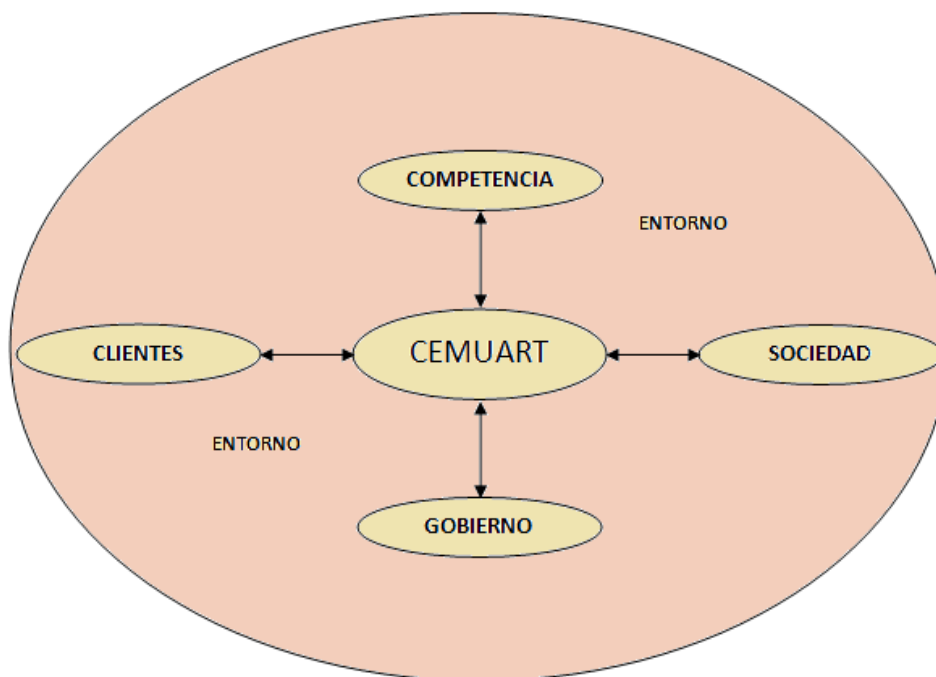 COMPETENCIA
ENTORNO
CLIENTES
CEMUART
SOCIEDAD
ENTORNO
GOBIERNO